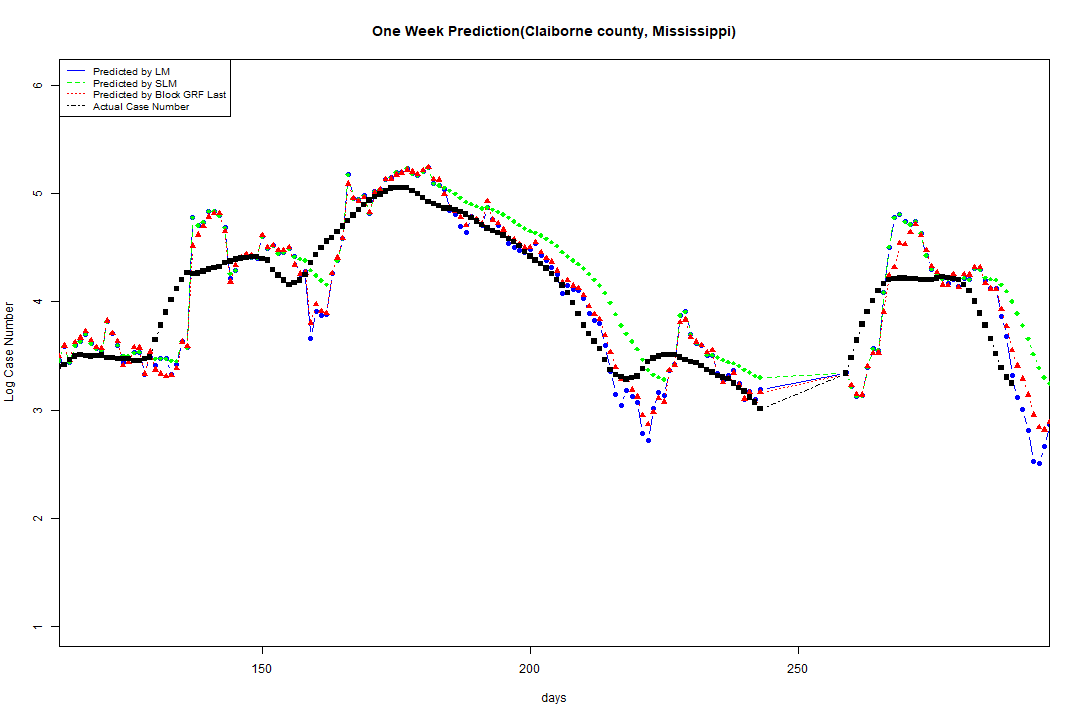 One Week Prediction(Claiborne county, Mississippi)
Predicted by LM
Predicted by SLM
Predicted by Block GRF Last
Actual Case Number
6
5
4
3
2
1
Log Case Number
150
200
250
days